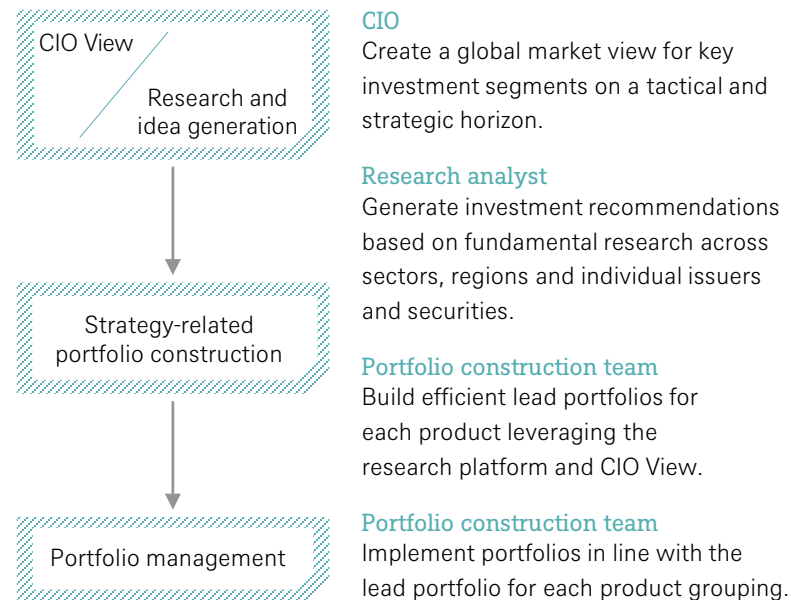 CIO View
Research and
idea generation
Strategy-related
portfolio construction
Portfolio management
CIO
Create a global market view for key
investment segments on a tactical and
strategic horizon.
Research analyst
Generate investment recommendations
based on fundamental research across
sectors, regions and individual issuers
and securities.
Portfolio construction team
Build efficient lead portfolios for
each product leveraging the
research platform and CIO View.
Portfolio construction team
Implement portfolios in line with the
lead portfolio for each product grouping.